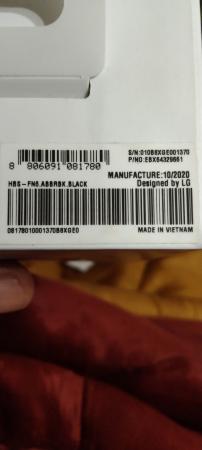 S/N:010B8XGE001370
P/NO:EBX64329661
8 806091 081780
MANUFACTURE:10/2020
HBS-FN6.ABBRBK.BLACK
Designed by LG
08178010001370B8XGE0
MADE IN VIETNAM